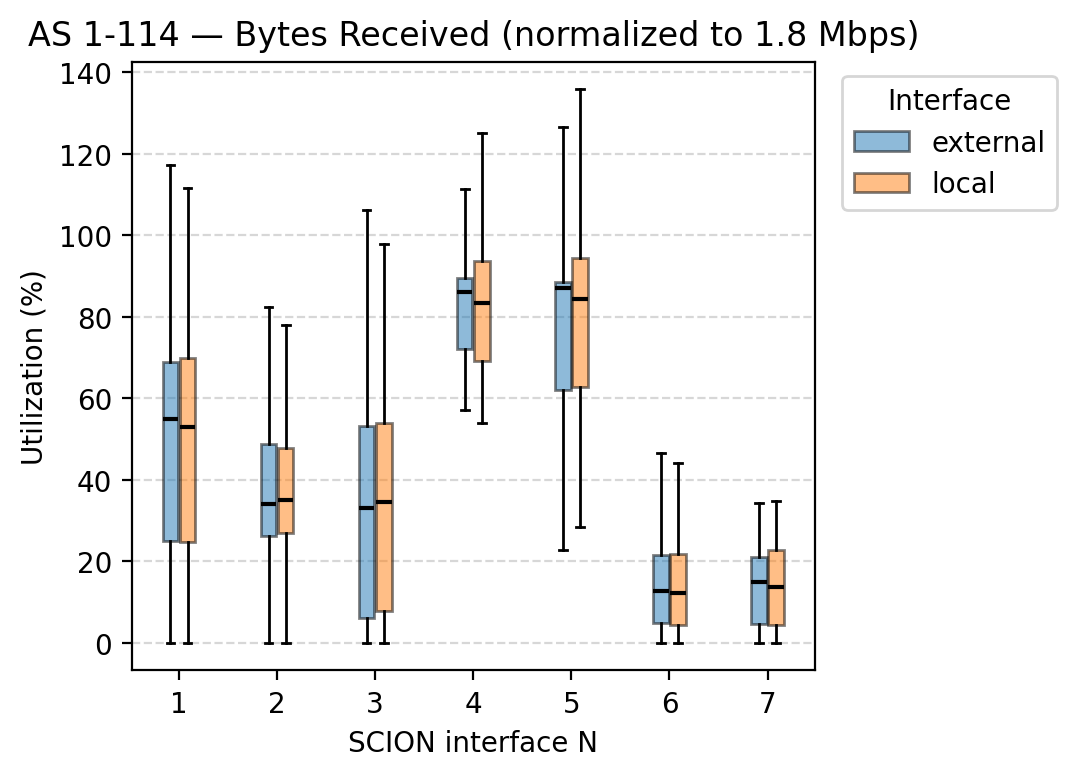 AS 1-114 — Bytes Received (normalized to 1.8 Mbps)
Utilization (%)
140
120
100
80
60
40
20
0
1 2 3 4 5 6 7
SCION interface N
Interface
external
local